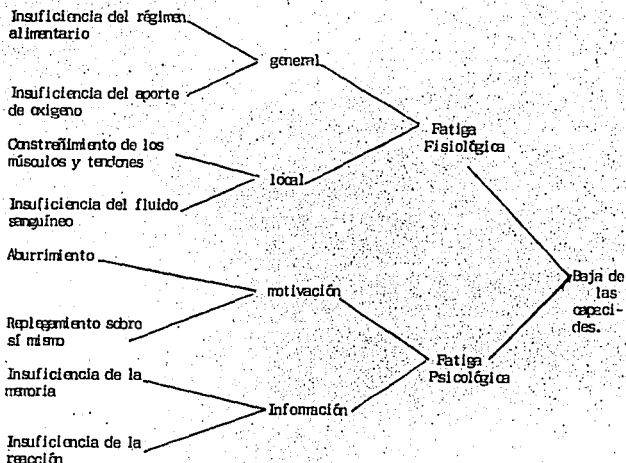 Insuficiencia del régimen
alimentario
general
Insuficiencia del aporte
de oxigeno
Fatiga
Fisiológica
Constreñimiento de los
músculos y tendones
local
Insuficiencia del fluido
sanguíneo
Aburrimiento
motivación
Baja de
las
capaci-
des.
Replegamiento sobre
sí mismo
Fatiga
Psicológica
Insuficiencia de la
memoria
Información
Insuficiencia de la
reacción